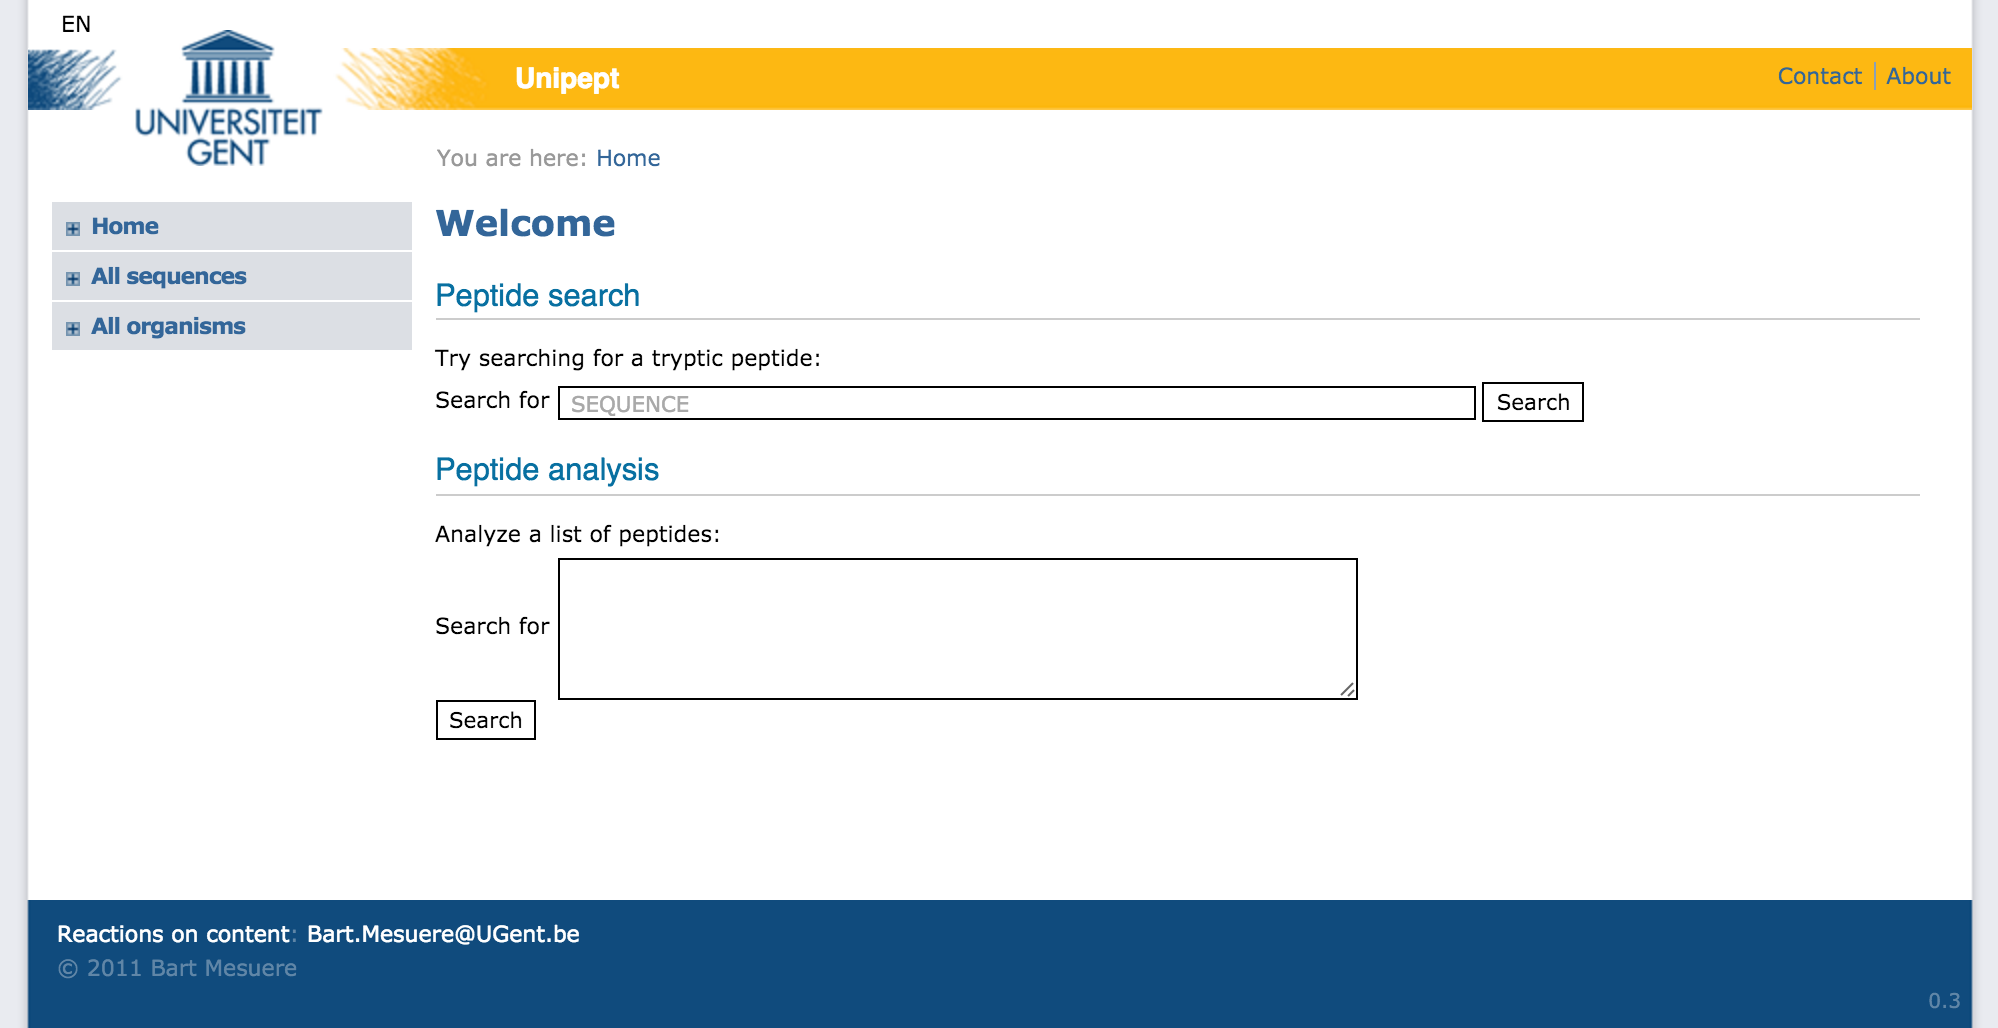 EN
UNIVERSITEIT
GENT
Unipept
Contact
About
You are here: Home
Home
All sequences
All organisms
Welcome
Peptide search
Try searching for a tryptic peptide:
Search for
SEQUENCE
Search
Peptide analysis
Analyze a list of peptides:
Search for
Search
Reactions on content: Bart.Mesuere@UGent.be
© 2011 Bart Mesuere
0.3